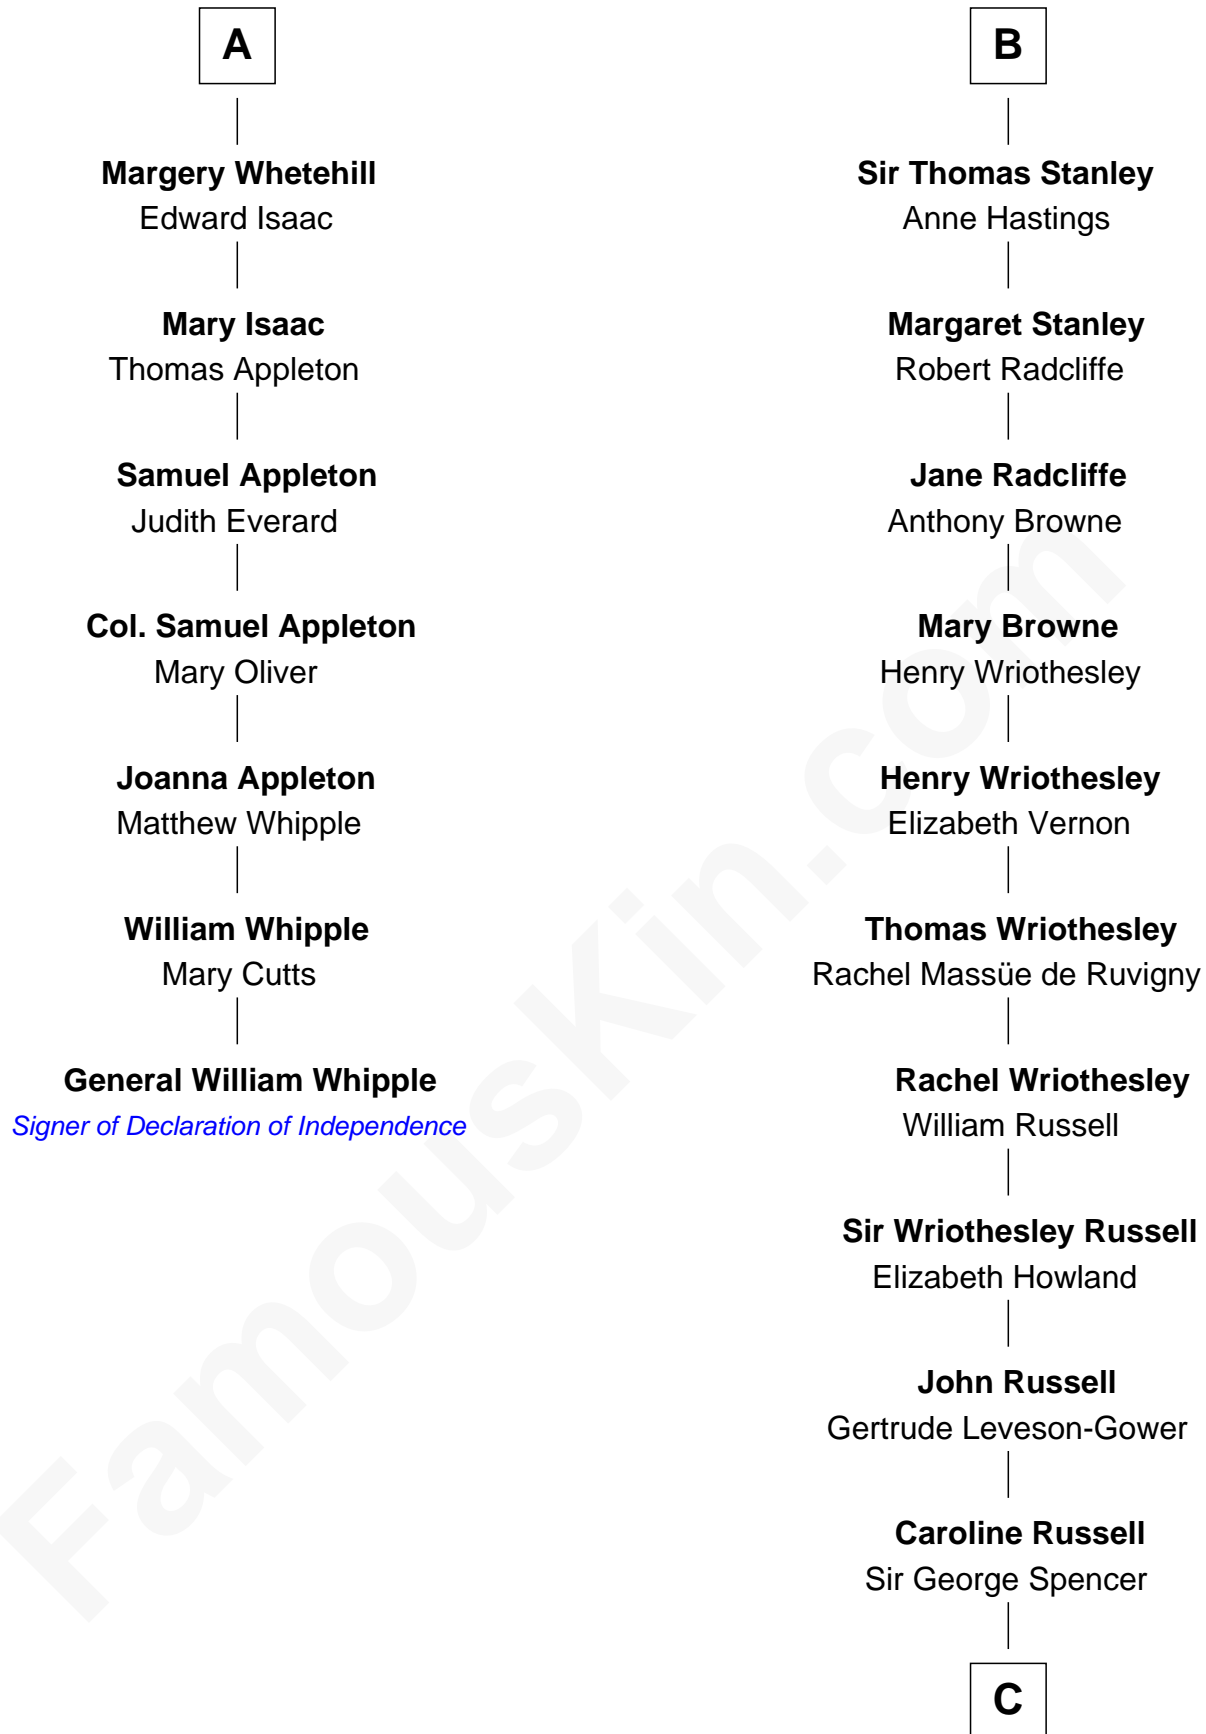 A
Margery Whetehill
Edward Isaac
Mary Isaac
Thomas Appleton
Samuel Appleton
Judith Everard
Col. Samuel Appleton
Mary Oliver
Joanna Appleton
Matthew Whipple
William Whipple
Mary Cutts
General William Whipple
Signer of Declaration of Independence
B
Sir Thomas Stanley
Anne Hastings
Margaret Stanley
Robert Radcliffe
Jane Radcliffe
Anthony Browne
Mary Browne
Henry Wriothesley
Henry Wriothesley
Elizabeth Vernon
Thomas Wriothesley
Rachel Massüe de Ruvigny
Rachel Wriothesley
William Russell
Sir Wriothesley Russell
Elizabeth Howland
John Russell
Gertrude Leveson-Gower
Caroline Russell
Sir George Spencer
C
FamousKin.com